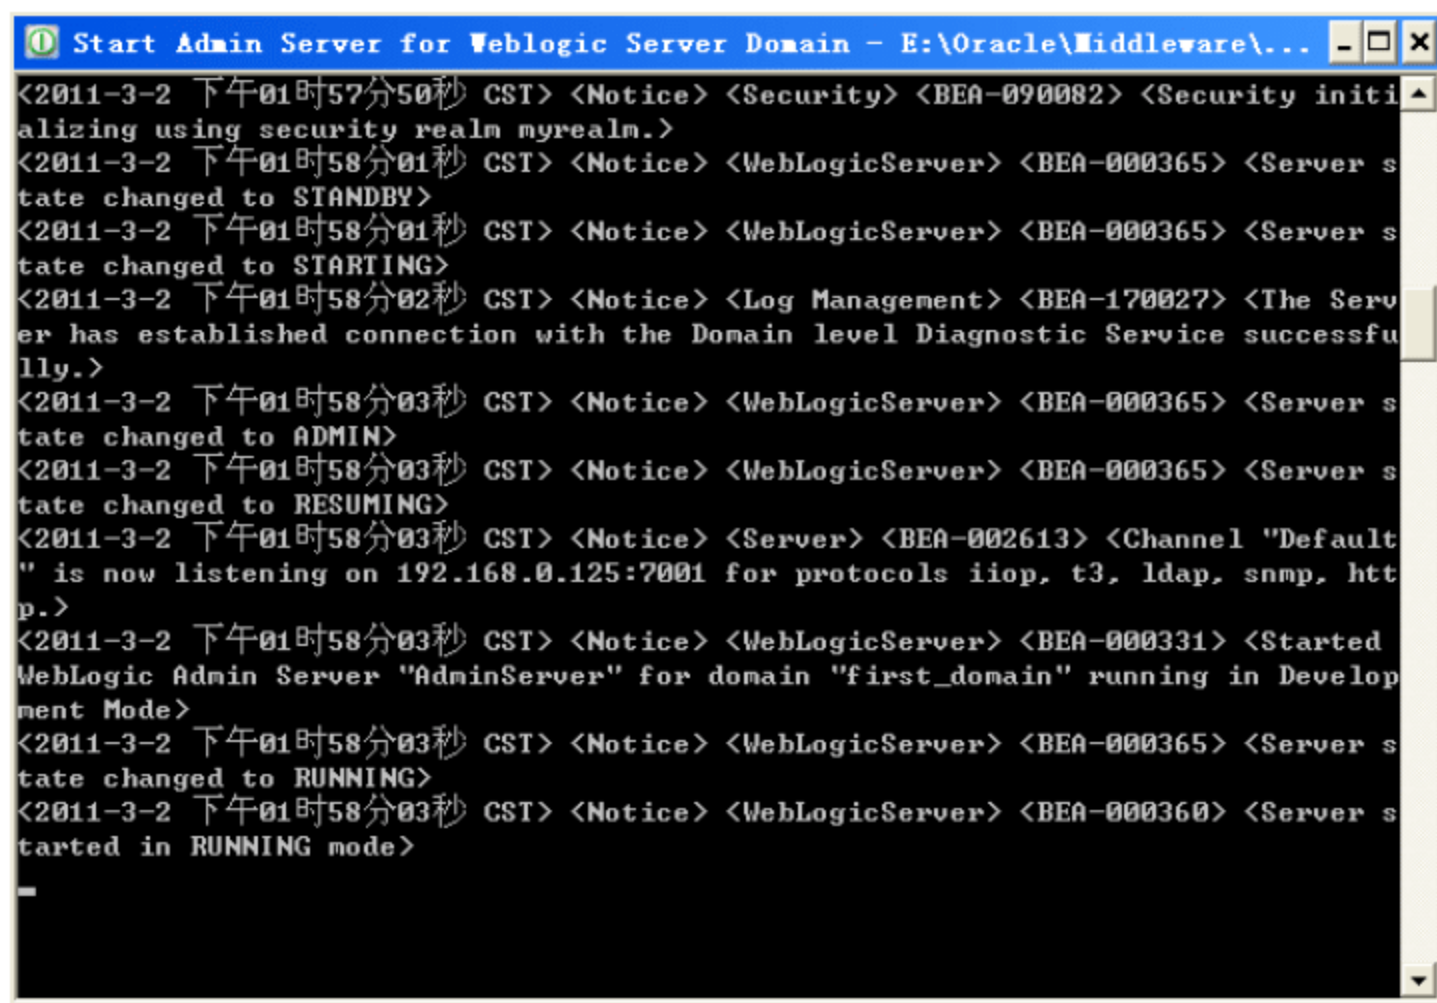 Start Admin Server for Weblogic Server Domain - E:\Oracle\Middleware\...
<2011-3-2 下午01时57分50秒 CST> <Notice> <Security> <BEA-090082> <Security initi
alizing using security realm myrealm.>
<2011-3-2 下午01时58分01秒 CST> <Notice> <WebLogicServer> <BEA-000365> <Server s
tate changed to STANDBY>
<2011-3-2 下午01时58分01秒 CST> <Notice> <WebLogicServer> <BEA-000365> <Server s
tate changed to STARTING>
<2011-3-2 下午01时58分02秒 CST> <Notice> <Log Management> <BEA-170027> <The Serv
er has established connection with the Domain level Diagnostic Service successfu
lly.>
<2011-3-2 下午01时58分03秒 CST> <Notice> <WebLogicServer> <BEA-000365> <Server s
tate changed to ADMIN>
<2011-3-2 下午01时58分03秒 CST> <Notice> <WebLogicServer> <BEA-000365> <Server s
tate changed to RESUMING>
<2011-3-2 下午01时58分03秒 CST> <Notice> <Server> <BEA-002613> <Channel "Default
" is now listening on 192.168.0.125:7001 for protocols iiop, t3, ldap, snmp, htt
p.>
<2011-3-2 下午01时58分03秒 CST> <Notice> <WebLogicServer> <BEA-000331> <Started
WebLogic Admin Server "AdminServer" for domain "first_domain" running in Develop
ment Mode>
<2011-3-2 下午01时58分03秒 CST> <Notice> <WebLogicServer> <BEA-000365> <Server s
tate changed to RUNNING>
<2011-3-2 下午01时58分03秒 CST> <Notice> <WebLogicServer> <BEA-000360> <Server s
tarted in RUNNING mode>